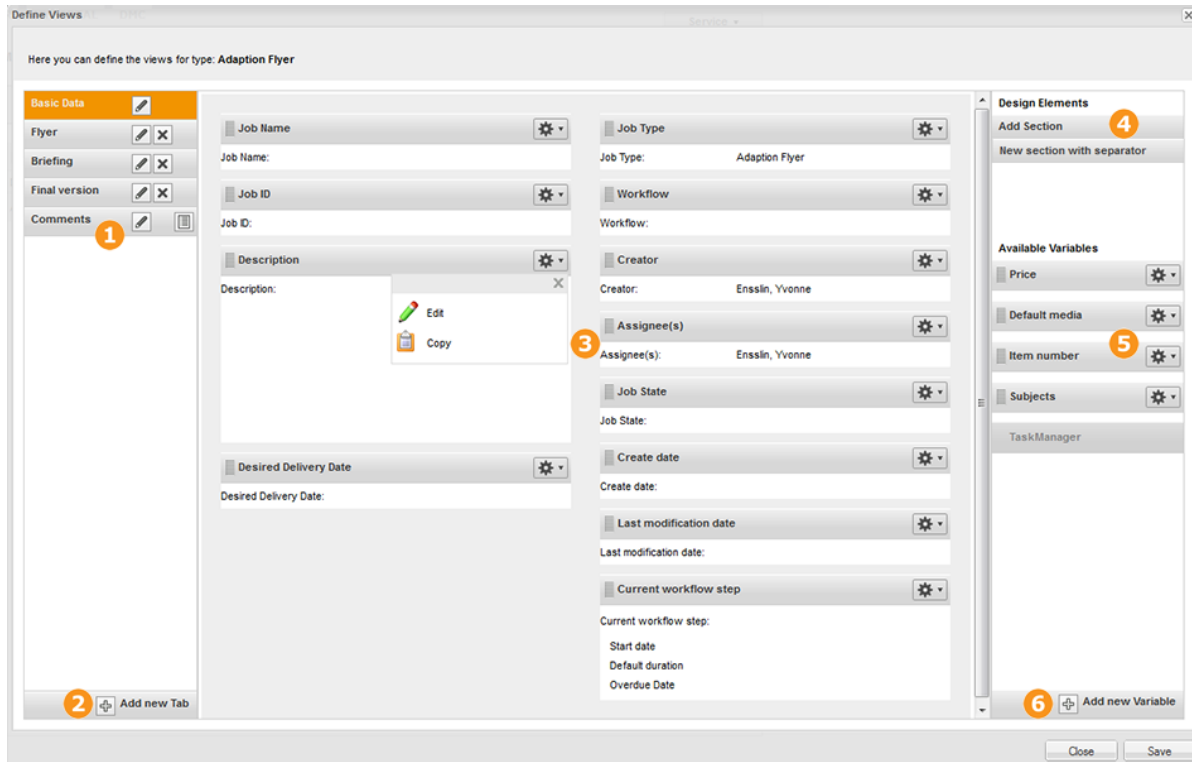 Define Views
Service
Here you can define the views for type: Adaption Flyer
Basic Data
Flyer
Briefing
Final version
Comments
1
2
Add new Tab
Job Name
Job Name:
Job ID
Job ID:
Description
Description:
Edit
Copy
3
Desired Delivery Date
Desired Delivery Date:
Job Type
Job Type: Adaption Flyer
Workflow
Workflow:
Creator
Creator: Ensslin, Yvonne
Assignee(s)
Assignee(s): Ensslin, Yvonne
Job State
Job State:
Create date
Create date:
Last modification date
Last modification date:
Current workflow step
Current workflow step:
Start date
Default duration
Overdue Date
Design Elements
Add Section
4
New section with separator
Available Variables
Price
Default media
5
Item number
Subjects
TaskManager
6
Add new Variable
Close
Save